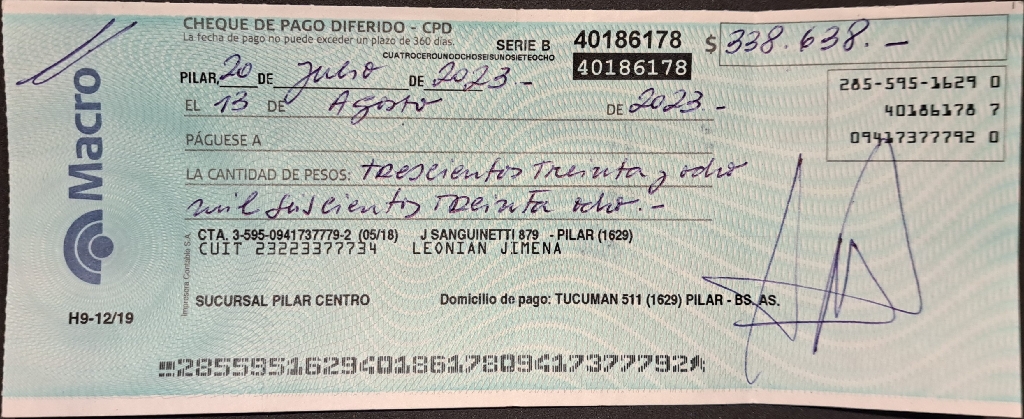 CHEQUE DE PAGO DIFERIDO - CPD
La fecha de pago no puede exceder un plazo de 360 días.
SERIE B 40186178 $ 338.638.-
CUATROCEROUNOOCHOSEISUNOSIETEOCHO
40186178
PILAR, 20 DE Julio DE 2023-
EL 13 DE Agosto DE 2023-
285-595-1629 0
40186178 7
09417377792 0
PÁGUESE A
LA CANTIDAD DE PESOS: trescientos Treinta y ocho
mil seiscientos Treinta ocho.-
CTA. 3-595-0941737779-2 (05/18) J SANGUINETTI 879 - PILAR (1629)
CUIT 23223377734 LEONIAN JIMENA
SUCURSAL PILAR CENTRO Domicilio de pago: TUCUMAN 511 (1629) PILAR - BS. AS.
Macro
H9-12/19
Impresora Contable S.A.
285595162940186178094173777792